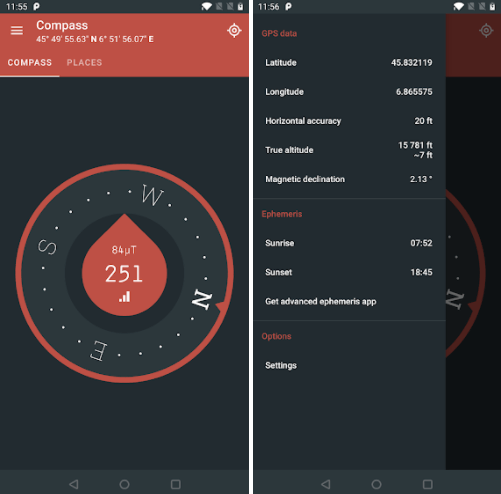 11:55
Compass
45° 49' 55.63" N 6° 51' 56.07" E
COMPASS PLACES
W
S
84µT
251
N
E
11:56
GPS data
Latitude 45.832119
Longitude 6.865575
Horizontal accuracy 20 ft
True altitude 15 781 ft
~7 ft
Magnetic declination 2.13 °
Ephemeris
Sunrise 07:52
Sunset 18:45
Get advanced ephemeris app
Options
Settings
N